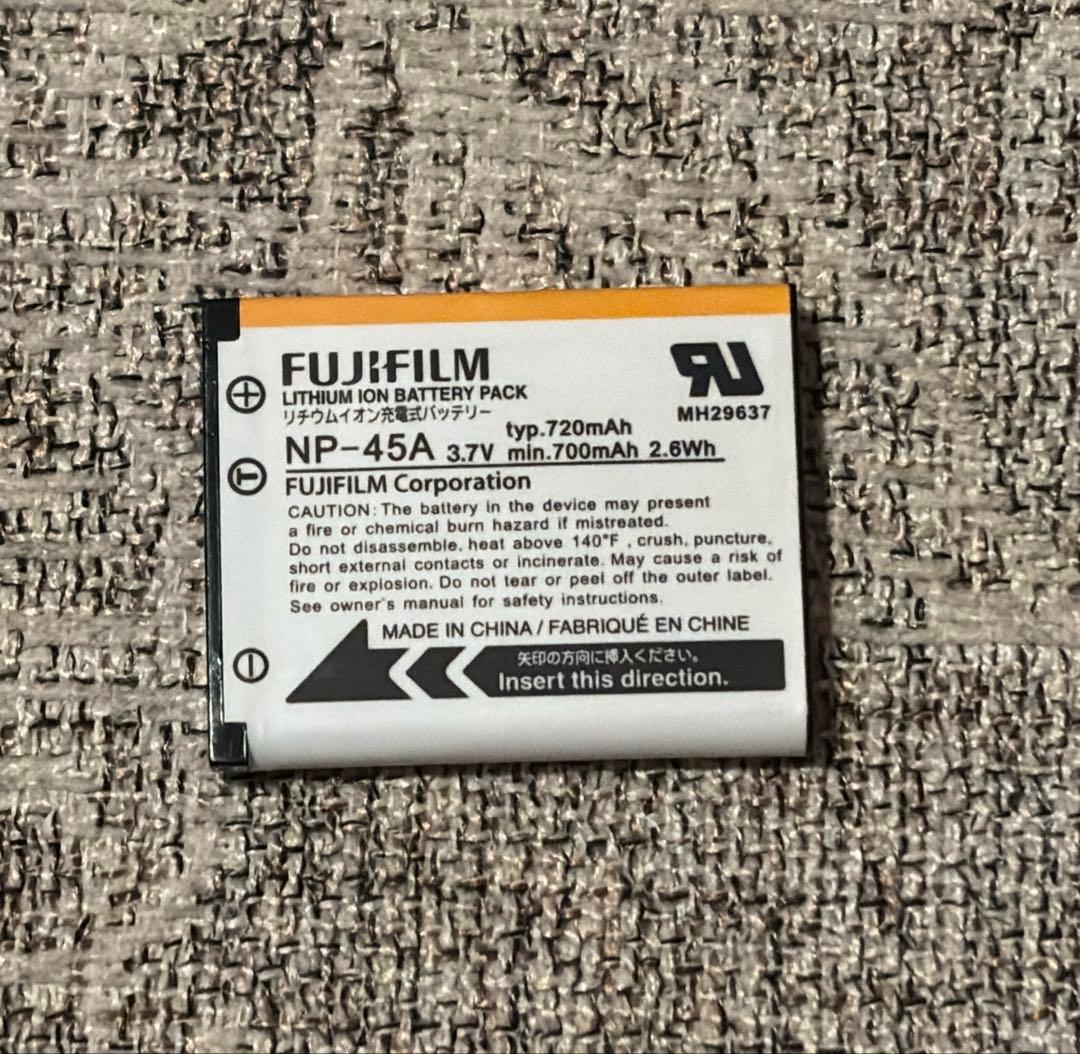 FUJIFILM
LITHIUM ION BATTERY PACK
リチウムイオン充電式バッテリー
NP-45A 3.7V typ.720mAh
min.700mAh 2.6Wh
MH29637
FUJIFILM Corporation
CAUTION: The battery in the device may present
a fire or chemical burn hazard if mistreated.
Do not disassemble, heat above 140°F , crush, puncture,
short external contacts or incinerate. May cause a risk of
fire or explosion. Do not tear or peel off the outer label.
See owner's manual for safety instructions.
MADE IN CHINA / FABRIQUÉ EN CHINE
矢印の方向に挿入ください。
Insert this direction.